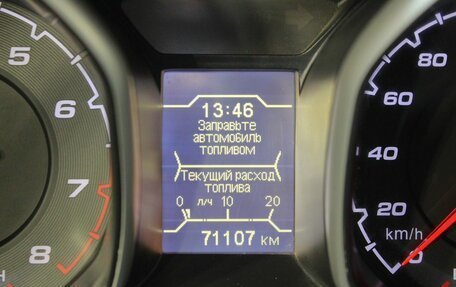 13:46
Заправьте
автомобиль
топливом
Текущий расход
топлива
0 л/ч 10 20
71107 км
5
6
7
8
80
60
20
0
km/h